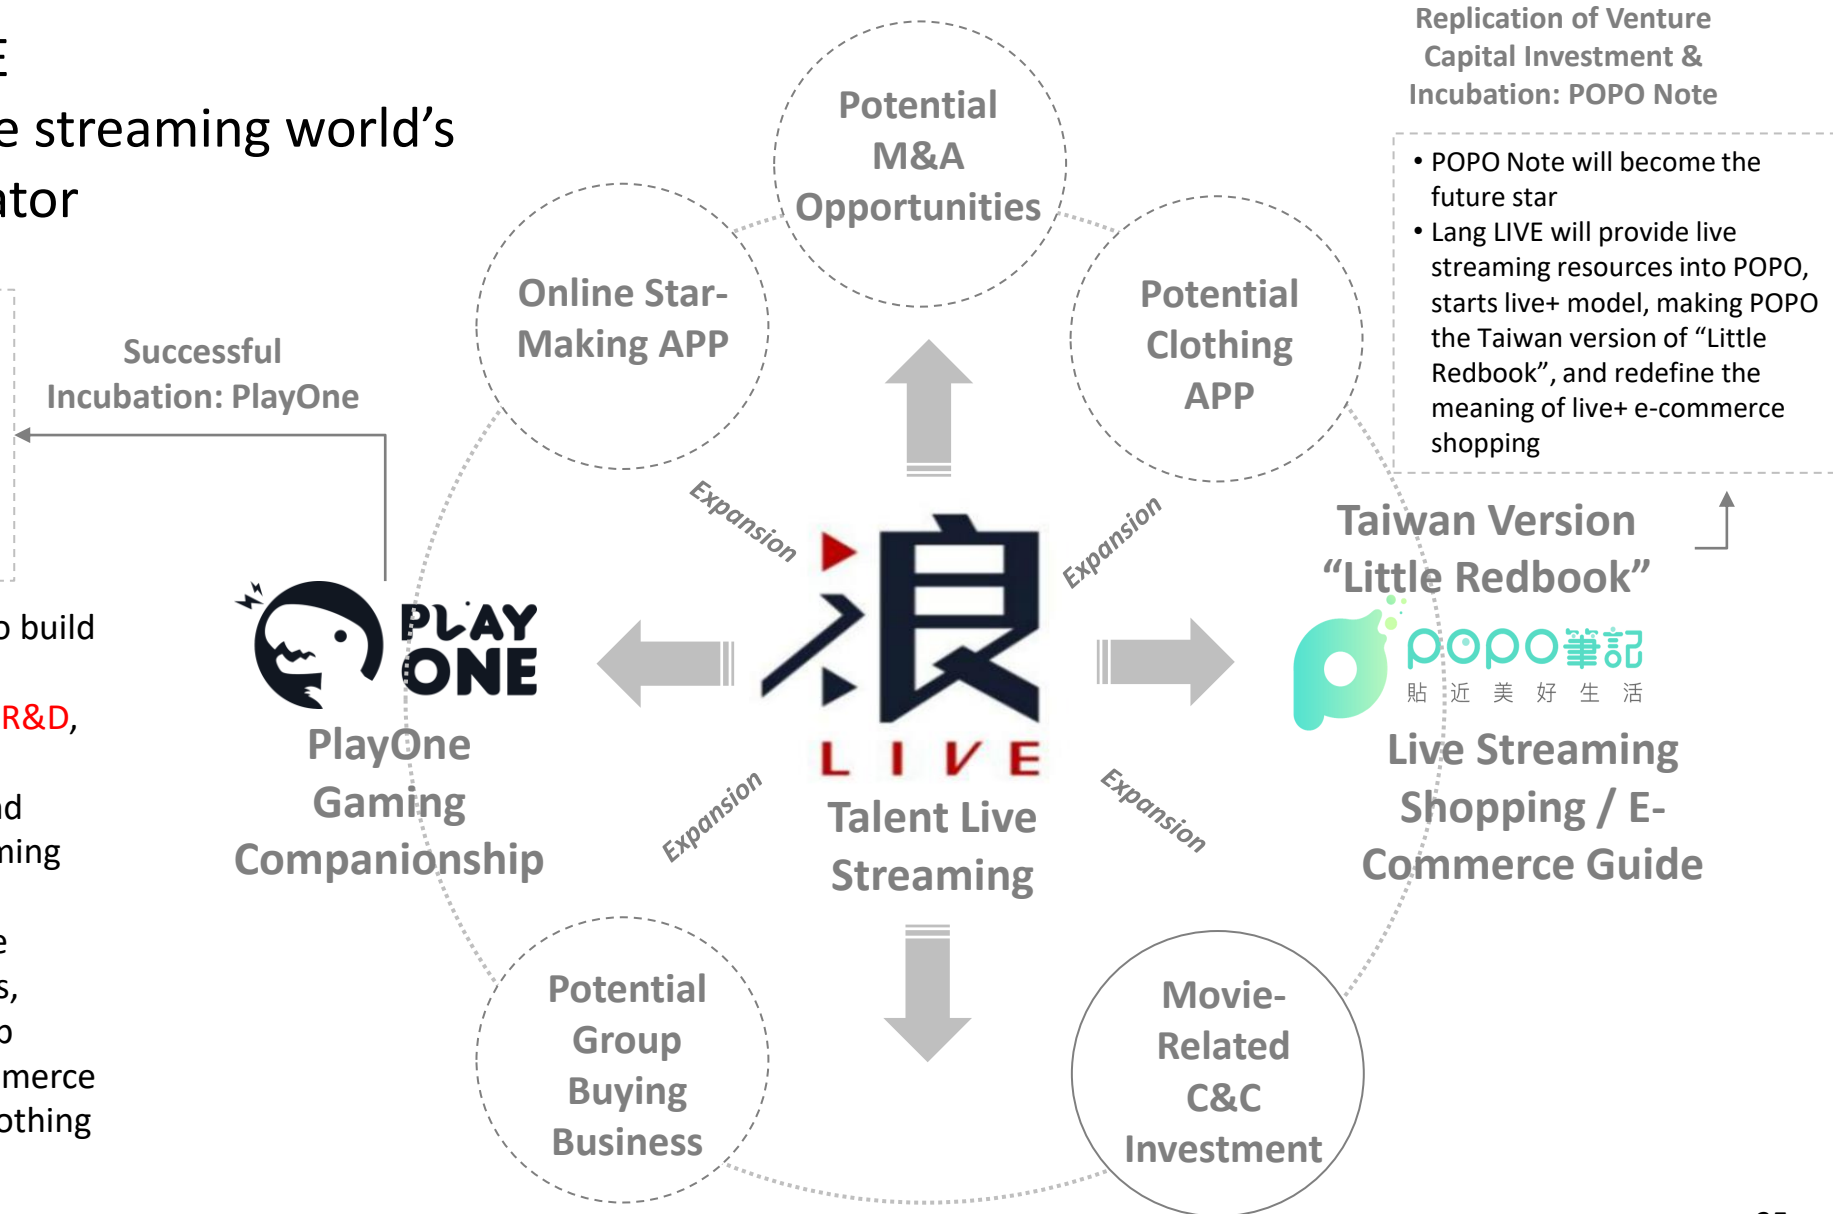 e streaming world's
ator
Successful
Incubation: PlayOne
o build
R&D,
nd
ming
e
s,
p
merce
othing
Potential
M&A
Opportunities
Online Star-
Making APP
Potential
Clothing
APP
Expansion
Expansion
Expansion
Expansion
PLAY
ONE
PlayOne
Gaming
Companionship
浪
LIVE
Talent Live
Streaming
Potential
Group
Buying
Business
Movie-
Related
C&C
Investment
Replication of Venture
Capital Investment &
Incubation: POPO Note
• POPO Note will become the
future star
• Lang LIVE will provide live
streaming resources into POPO,
starts live+ model, making POPO
the Taiwan version of “Little
Redbook”, and redefine the
meaning of live+ e-commerce
shopping
Taiwan Version
“Little Redbook”
POPO筆記
貼近美好生活
Live Streaming
Shopping / E-
Commerce Guide